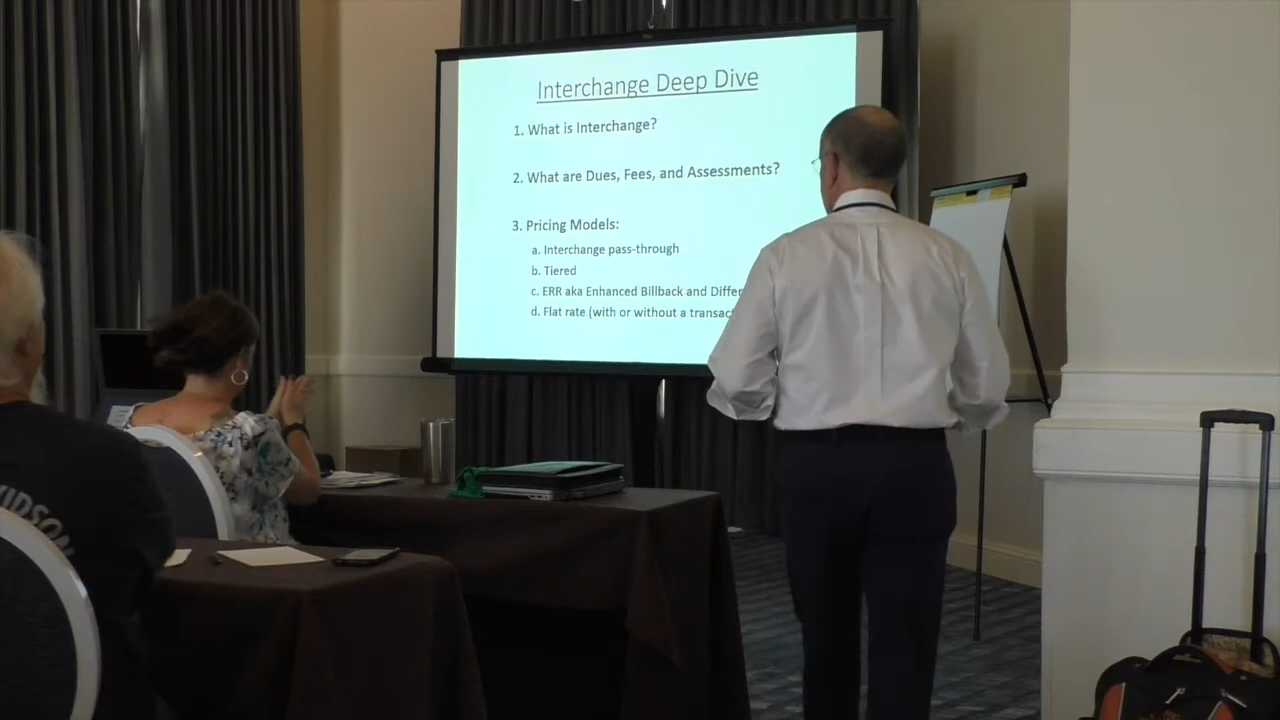 Interchange Deep Dive
1. What is Interchange?
2. What are Dues, Fees, and Assessments?
3. Pricing Models:
a. Interchange pass-through
b. Tiered
c. ERR aka Enhanced Billback and
d. Flat rate (with or without a